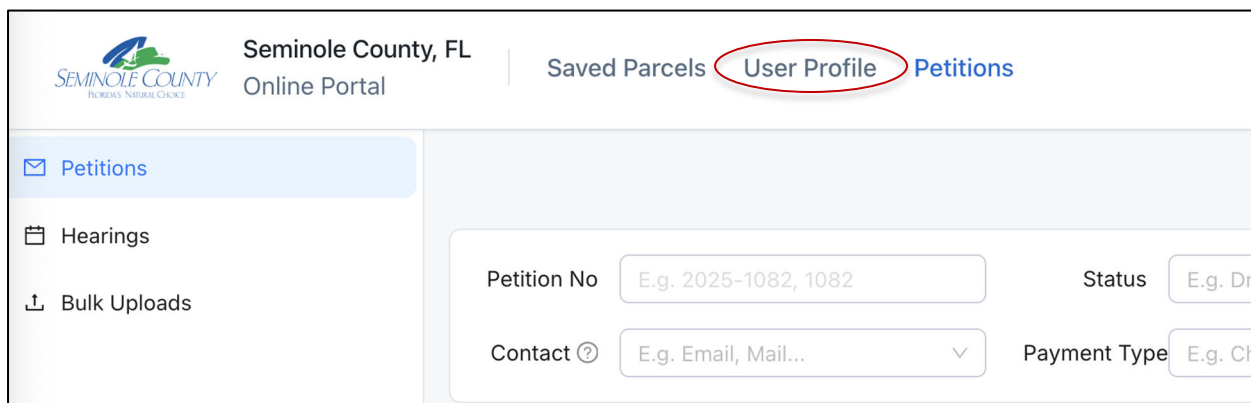 SEMINOLE COUNTY
FLORIDA'S NATURAL CHOICE
Seminole County, FL
Online Portal
Saved Parcels
User Profile
Petitions
Petitions
Hearings
Bulk Uploads
Petition No E.g. 2025-1082, 1082 Status E.g. Dr
Contact ? E.g. Email, Mail... Payment Type E.g. Ch